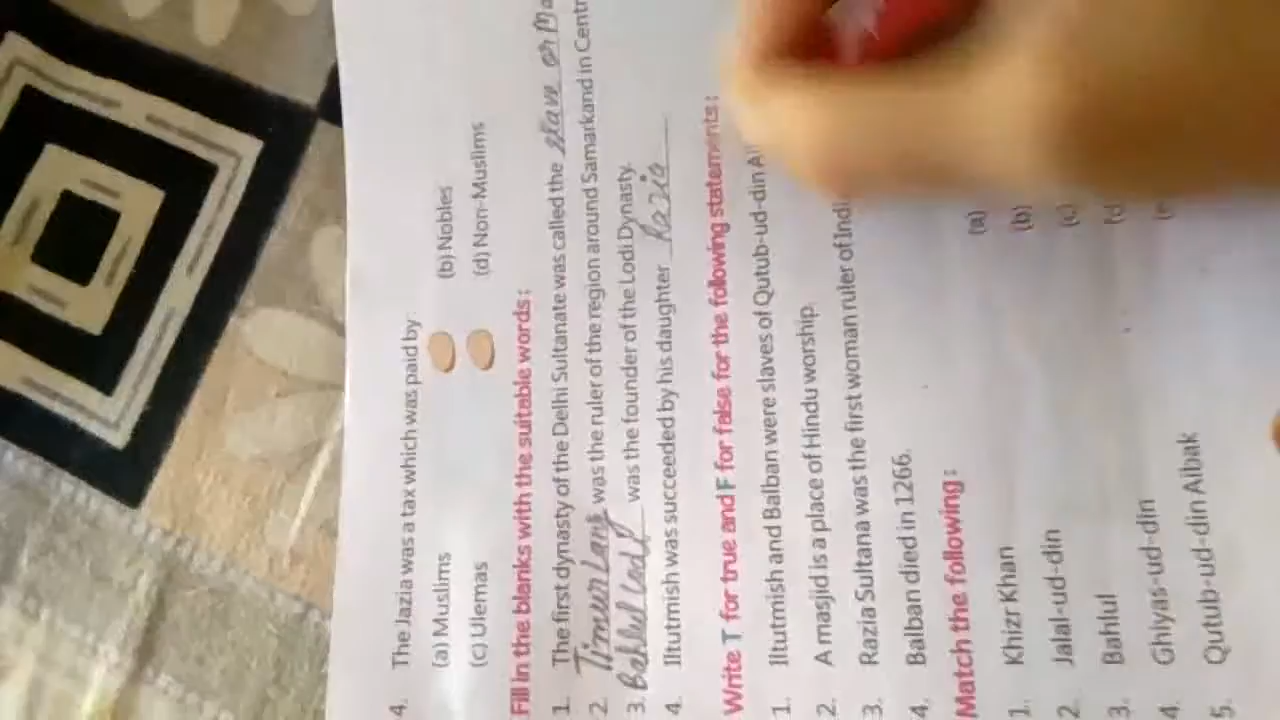 4. The Jazia was a tax which was paid by:
(a) Muslims (b) Nobles
(c) Ulemas (d) Non-Muslims
Fill in the blanks with the suitable words:
1. The first dynasty of the Delhi Sultanate was called the slave or
2. Timur Lang was the ruler of the region around Samarkand in
3. Bahlul Lodi was the founder of the Lodi Dynasty.
4. Iltutmish was succeeded by his daughter Razia
Write T for true and F for false for the following statements:
1. Iltutmish and Balban were slaves of Qutub-ud-din
2. A masjid is a place of Hindu worship.
3. Razia Sultana was the first woman ruler of
4. Balban died in 1266.
Match the following:
1. Khizr Khan (a)
2. Jalal-ud-din (b)
3. Bahlul (c)
4. Ghiyas-ud-din (d
5. Qutub-ud-din Aibak